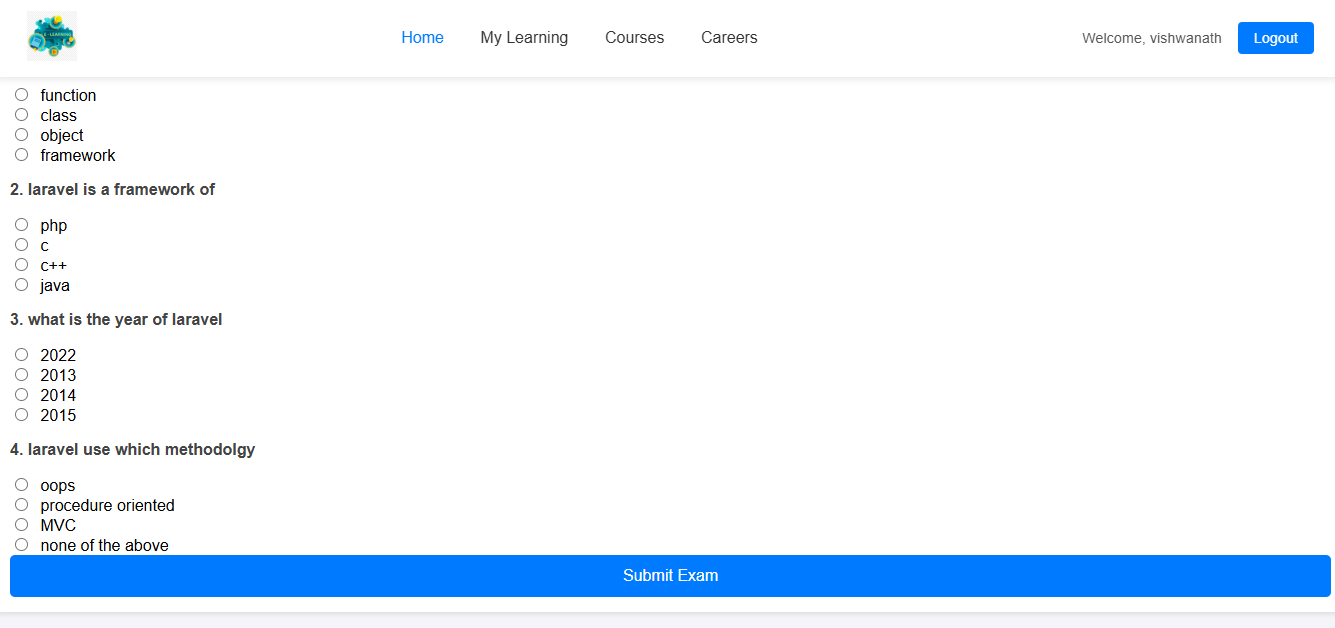 E-LEARNING
Home My Learning Courses Careers Welcome, vishwanath Logout
function
class
object
framework
2. laravel is a framework of
php
c
c++
java
3. what is the year of laravel
2022
2013
2014
2015
4. laravel use which methodolgy
oops
procedure oriented
MVC
none of the above
Submit Exam